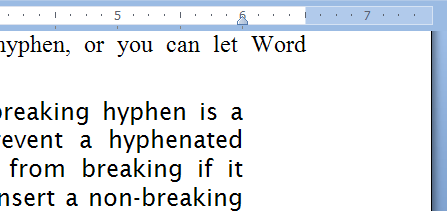 5 6 7
hyphen, or you can let Word
breaking hyphen is a
revent a hyphenated
from breaking if it
nsert a non-breaking